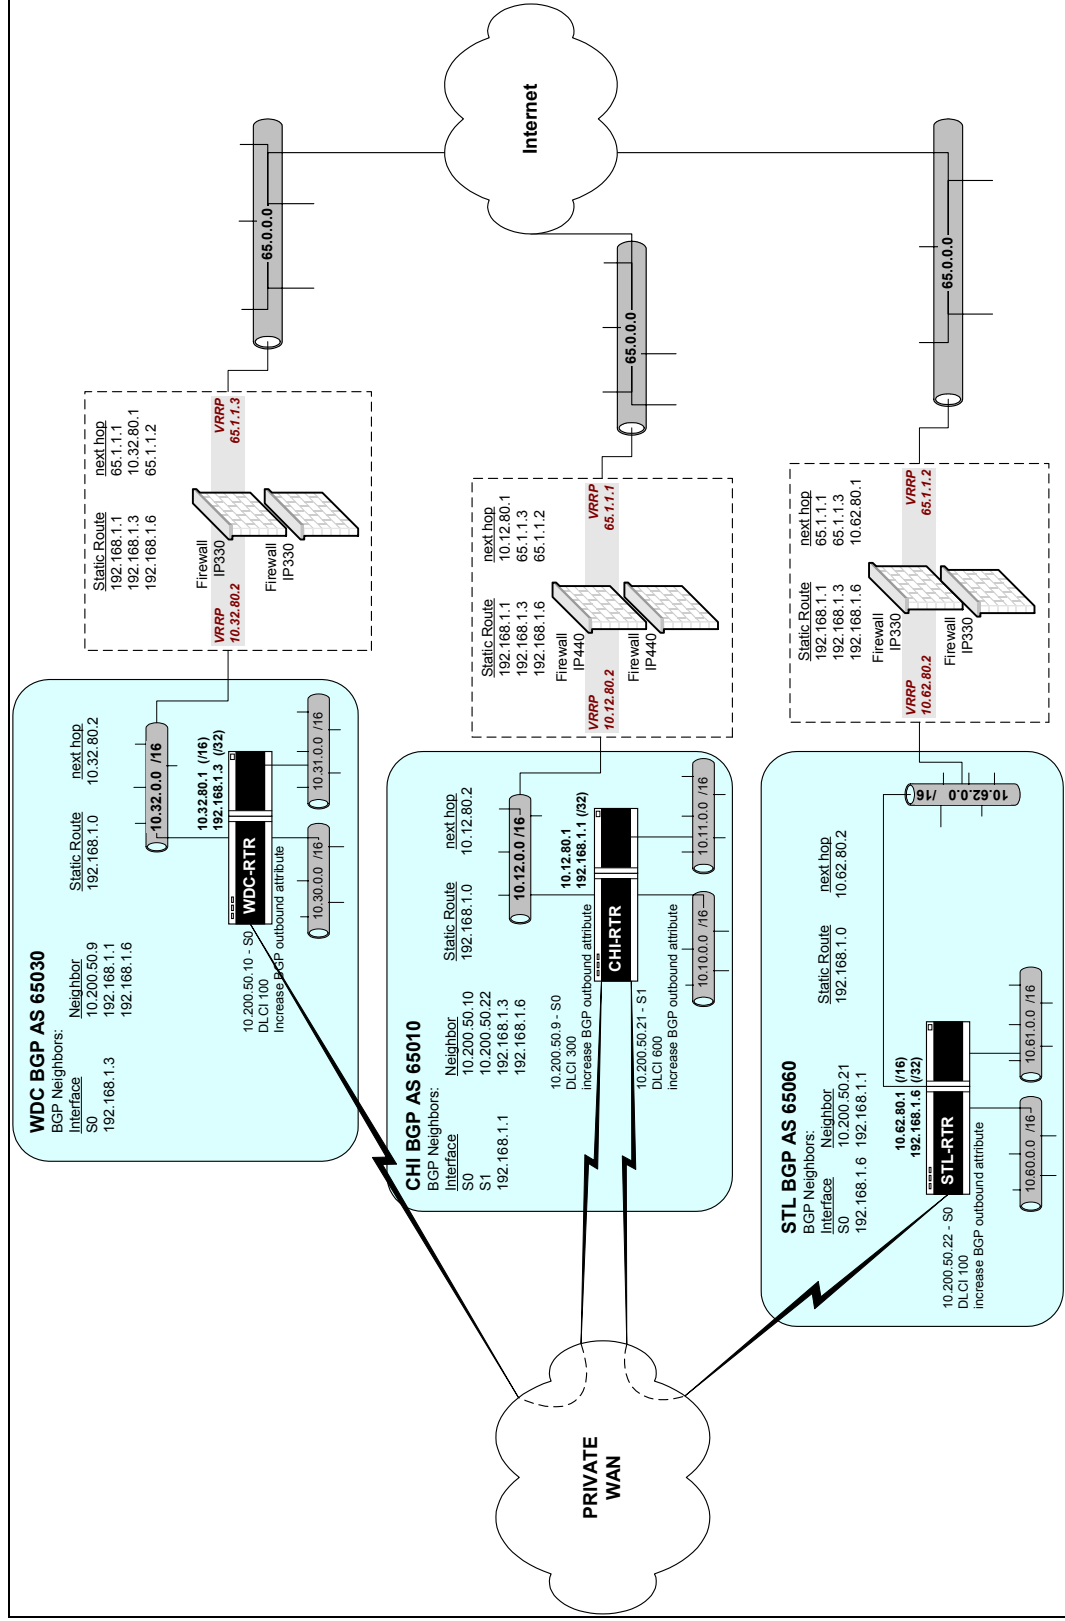 WDC BGP AS 65030
BGP Neighbors:
Interface Neighbor
S0 10.200.50.9
192.168.1.3 192.168.1.1
192.168.1.6
Static Route next hop
192.168.1.0 10.32.80.2
10.32.0.0 /16
10.32.80.1 (/16)
192.168.1.3 (/32)
WDC-RTR
10.200.50.10 - S0
DLCI 100
Increase BGP outbound attribute
10.30.0.0 /16
10.31.0.0 /16
Static Route next hop
192.168.1.1 65.1.1.1
192.168.1.3 10.32.80.1
192.168.1.6 65.1.1.2
Firewall
IP330
Firewall
IP330
VRRP
10.32.80.2
VRRP
65.1.1.3
65.0.0.0
CHI BGP AS 65010
BGP Neighbors:
Interface Neighbor
S0 10.200.50.10
S1 10.200.50.22
192.168.1.1 192.168.1.3
192.168.1.6
Static Route next hop
192.168.1.0 10.12.80.2
10.12.0.0 /16
10.12.80.1
192.168.1.1 (/32)
CHI-RTR
10.200.50.9 - S0
DLCI 300
increase BGP outbound attribute
10.200.50.21 - S1
DLCI 600
increase BGP outbound attribute
10.10.0.0 /16
10.11.0.0 /16
Static Route next hop
192.168.1.1 10.12.80.1
192.168.1.3 65.1.1.3
192.168.1.6 65.1.1.2
Firewall
IP440
Firewall
IP440
VRRP
10.12.80.2
VRRP
65.1.1.1
65.0.0.0
Internet
PRIVATE
WAN
STL BGP AS 65060
BGP Neighbors:
Interface Neighbor
S0 10.200.50.21
192.168.1.6 192.168.1.1
Static Route next hop
192.168.1.0 10.62.80.2
10.62.0.0 /16
10.62.80.1 (/16)
192.168.1.6 (/32)
STL-RTR
10.200.50.22 - S0
DLCI 100
increase BGP outbound attribute
10.60.0.0 /16
10.61.0.0 /16
Static Route next hop
192.168.1.1 65.1.1.1
192.168.1.3 65.1.1.3
192.168.1.6 10.62.80.1
Firewall
IP330
Firewall
IP330
VRRP
10.62.80.2
VRRP
65.1.1.2
65.0.0.0